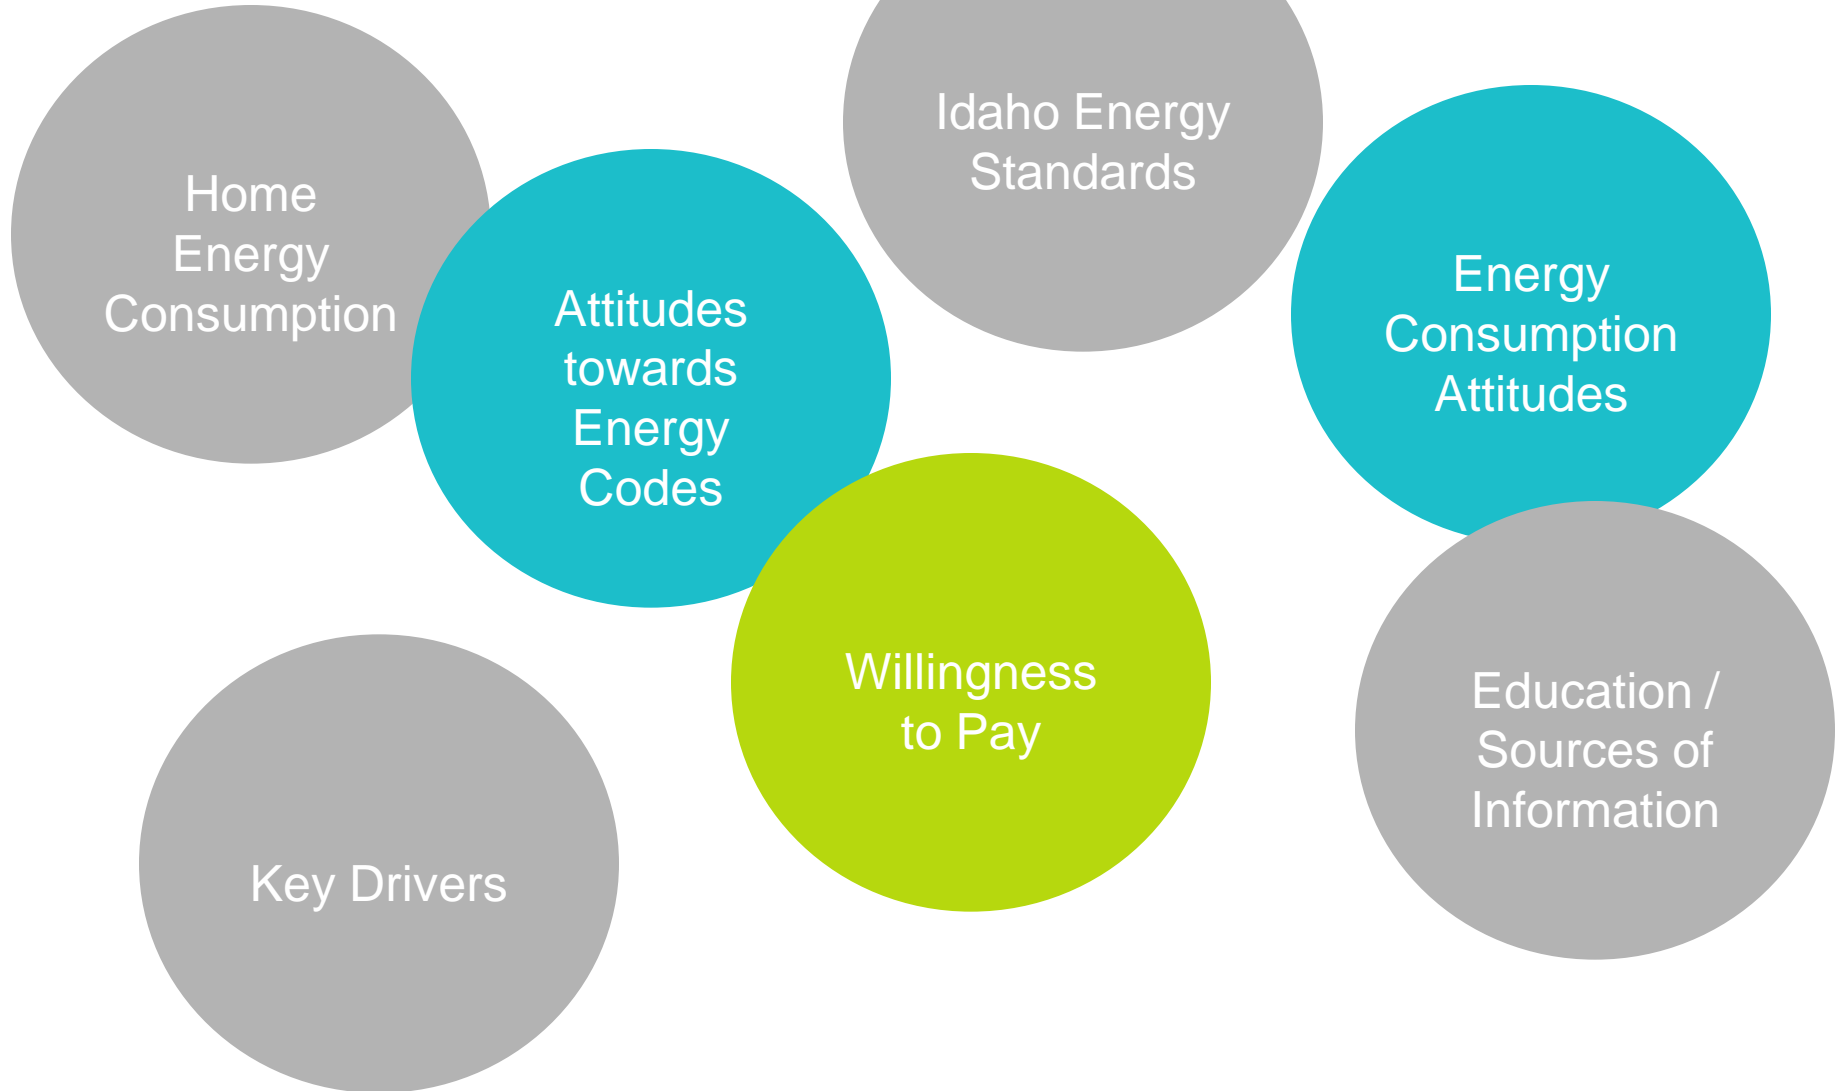 Home
Energy
Consumption
Attitudes
towards
Energy
Codes
Idaho Energy
Standards
Energy
Consumption
Attitudes
Willingness
to Pay
Education /
Sources of
Information
Key Drivers